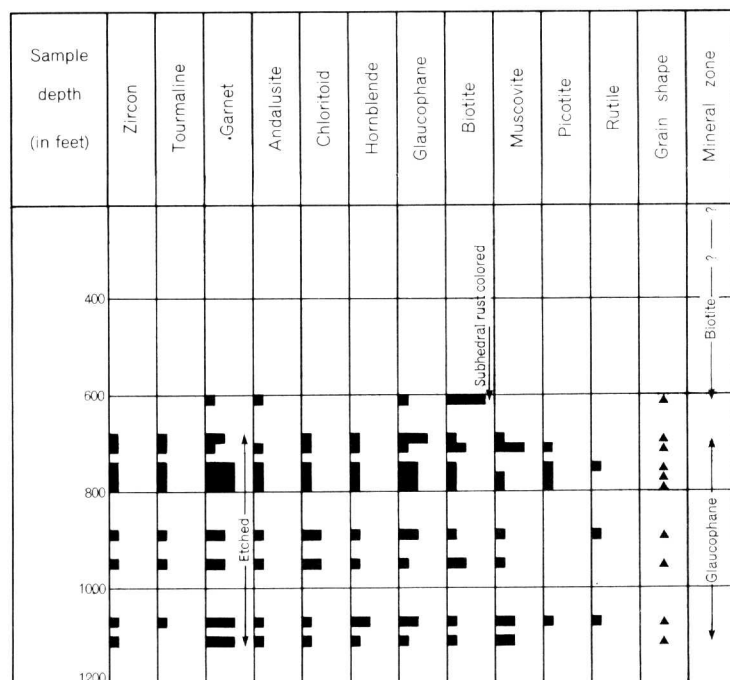 Sample
depth
(in feet)
Zircon
Tourmaline
.Garnet
Andalusite
Chloritoid
Hornblende
Glaucophane
Biotite
Muscovite
Picotite
Rutile
Grain shape
Mineral zone
400
600
800
1000
1200
Etched
Subhedral rust colored
Biotite — ? — ?
Glaucophane